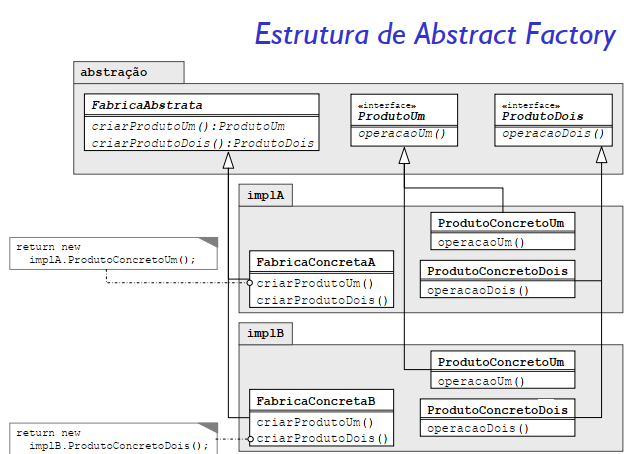 Estrutura de Abstract Factory
abstração
FabricaAbstrata
criarProdutoUm():ProdutoUm
criarProdutoDois():ProdutoDois
«interface»
ProdutoUm
operacaoUm()
«interface»
ProdutoDois
operacaoDois()
implA
ProdutoConcretoUm
operacaoUm()
return new
implA.ProdutoConcretoUm();
FabricaConcretaA
criarProdutoUm()
criarProdutoDois()
ProdutoConcretoDois
operacaoDois()
implB
ProdutoConcretoUm
operacaoUm()
FabricaConcretaB
criarProdutoUm()
criarProdutoDois()
ProdutoConcretoDois
operacaoDois()
return new
implB.ProdutoConcretoDois();